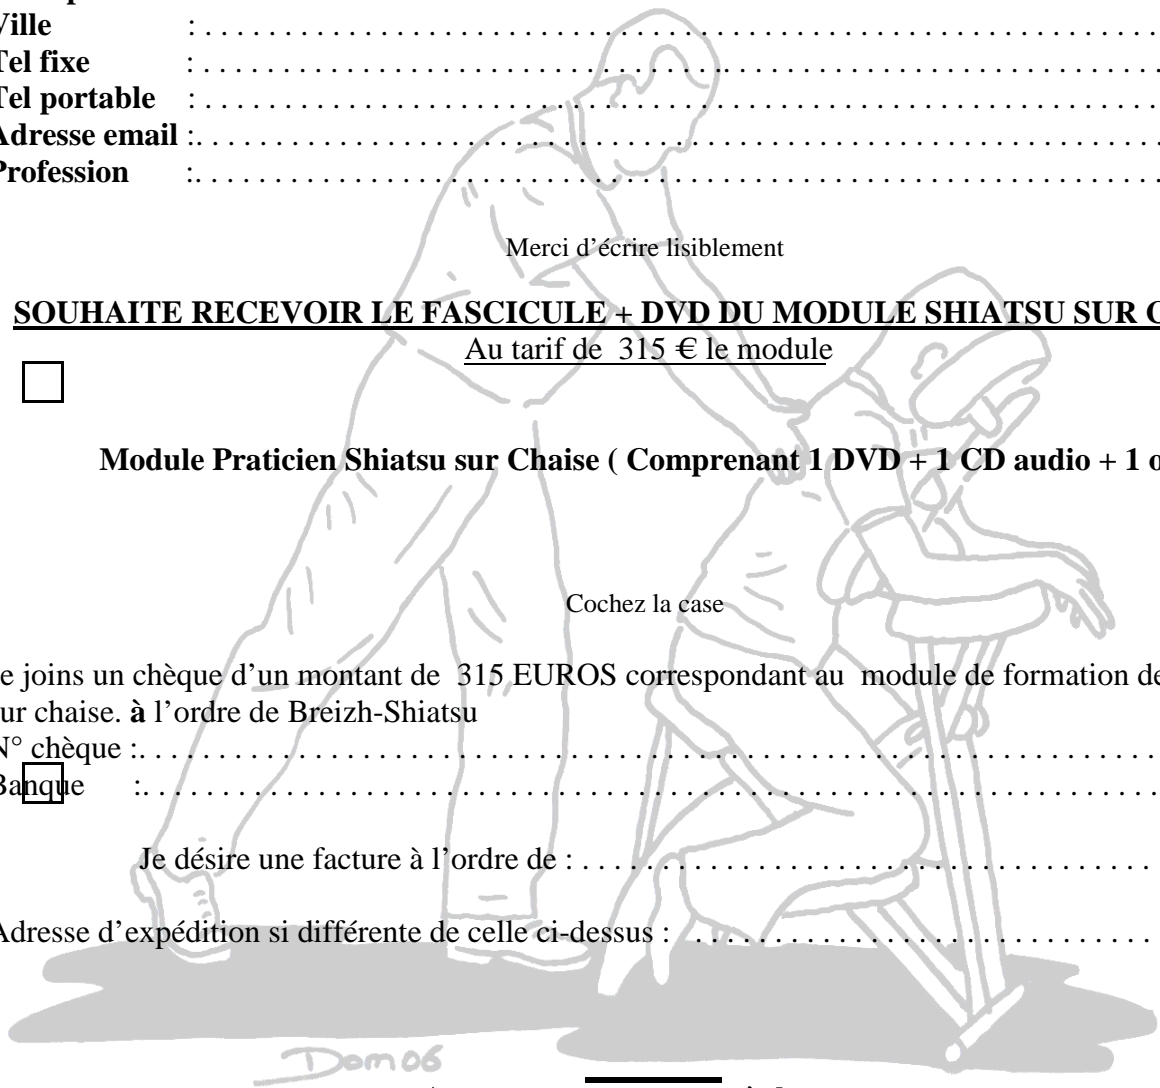 Ville : . . . . . . . . . . . . . . . . . . . . . . . . . . . . . . . . . . . . . . . .
Tel fixe : . . . . . . . . . . . . . . . . . . . . . . . . . . . . . . . . . . . . . . . .
Tel portable : . . . . . . . . . . . . . . . . . . . . . . . . . . . . . . . . . . . . . . . .
Adresse email :. . . . . . . . . . . . . . . . . . . . . . . . . . . . . . . . . . . . . . . .
Profession :. . . . . . . . . . . . . . . . . . . . . . . . . . . . . . . . . . . . . . . .
Merci d’écrire lisiblement
SOUHAITE RECEVOIR LE FASCICULE + DVD DU MODULE SHIATSU SUR C
Au tarif de 315 € le module
Module Praticien Shiatsu sur Chaise ( Comprenant 1 DVD + 1 CD audio + 1 o
Cochez la case
e joins un chèque d’un montant de 315 EUROS correspondant au module de formation de
ur chaise. à l’ordre de Breizh-Shiatsu
N° chèque :. . . . . . . . . . . . . . . . . . . . . . . . . . . . . . . . . . . . . . . .
Banque :. . . . . . . . . . . . . . . . . . . . . . . . . . . . . . . . . . . . . . . .
Je désire une facture à l’ordre de : . . . . . . . . . . . . . . . . . . . . . . . . . . . .
Adresse d’expédition si différente de celle ci-dessus : . . . . . . . . . . . . . . . . . . . . . . .
Dom06